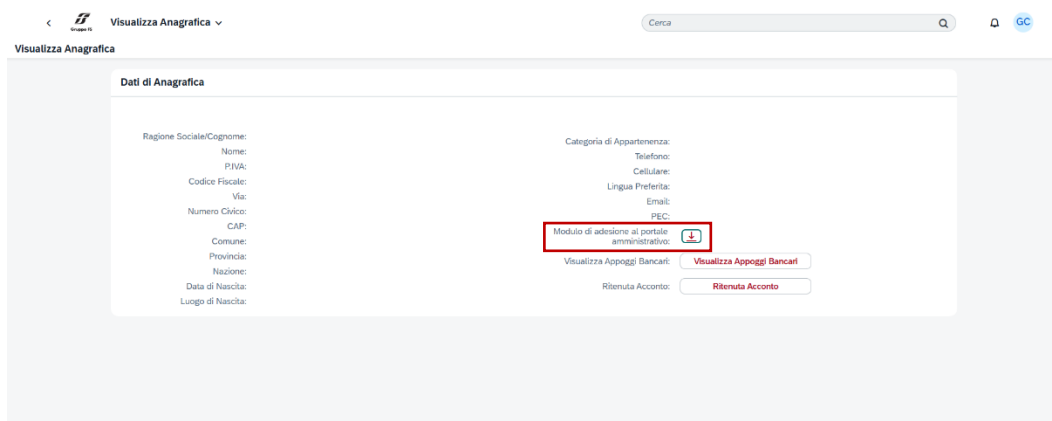 Gruppo FS
Visualizza Anagrafica
Cerca
GC
Visualizza Anagrafica
Dati di Anagrafica
Ragione Sociale/Cognome:
Nome:
P.IVA:
Codice Fiscale:
Via:
Numero Civico:
CAP:
Comune:
Provincia:
Nazione:
Data di Nascita:
Luogo di Nascita:
Categoria di Appartenenza:
Telefono:
Cellulare:
Lingua Preferita:
Email:
PEC:
Modulo di adesione al portale
amministrativo:
Visualizza Appoggi Bancari: Visualizza Appoggi Bancari
Ritenuta Acconto: Ritenuta Acconto